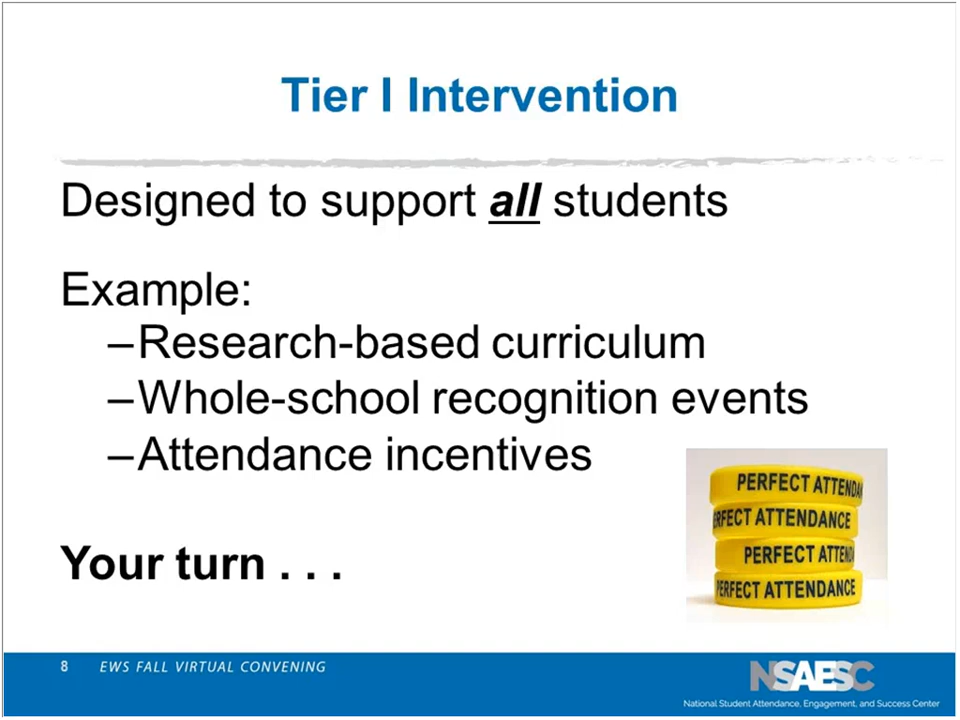 Tier I Intervention
Designed to support all students
Example:
–Research-based curriculum
–Whole-school recognition events
–Attendance incentives
Your turn . . .
PERFECT ATTENDA
ERFECT ATTENDANCE
PERFECT ATTEN
PERFECT ATTENDANCE
8 EWS FALL VIRTUAL CONVENING
NSAESC
National Student Attendance, Engagement, and Success Center